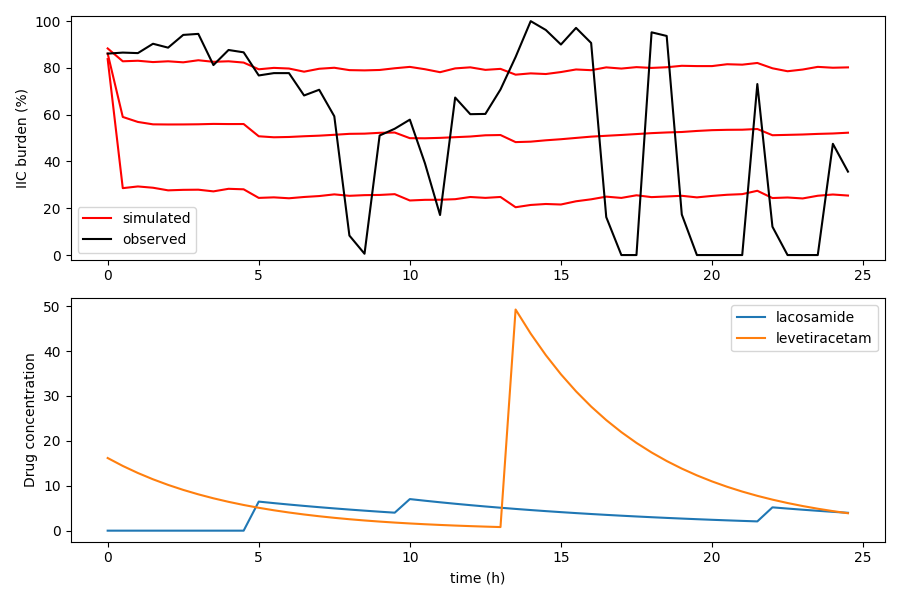 100
80
60
40
20
0
IIC burden (%)
simulated
observed
0 5 10 15 20 25
50
40
30
20
10
0
Drug concentration
lacosamide
levetiracetam
0 5 10 15 20 25
time (h)